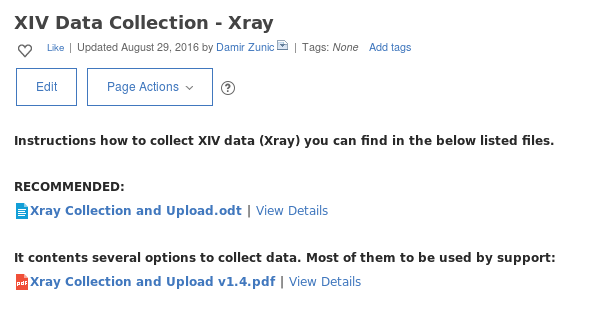 XIV Data Collection - Xray
Like | Updated August 29, 2016 by Damir Zunic | Tags: None Add tags
Edit Page Actions ?
Instructions how to collect XIV data (Xray) you can find in the below listed files.
RECOMMENDED:
Xray Collection and Upload.odt | View Details
It contents several options to collect data. Most of them to be used by support:
pdf Xray Collection and Upload v1.4.pdf | View Details